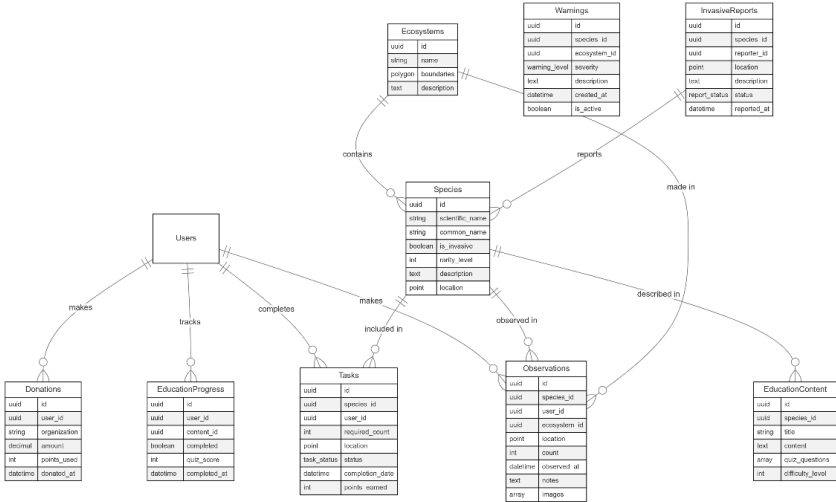 Ecosystems
uuid id
string name
polygon boundaries
text description
Warnings
uuid id
uuid species_id
uuid ecosystem_id
warning_level severity
text description
datetime created_at
boolean is_active
InvasiveReports
uuid id
uuid species_id
uuid reporter_id
point location
text description
report_status status
datetime reported_at
contains
reports
made in
Species
uuid id
string scientific_name
string common_name
boolean is_invasive
int rarity_level
text description
point location
Users
makes
tracks
completes
makes
included in
observed in
described in
Donations
uuid id
uuid user_id
string organization
decimal amount
int points_used
datetime donated_at
EducationProgress
uuid id
uuid user_id
uuid content_id
boolean completed
int quiz_score
datetime completed_at
Tasks
uuid id
uuid species_id
uuid user_id
int required_count
point location
task_status status
datetime completion_date
int points_earned
Observations
uuid id
uuid species_id
uuid user_id
uuid ecosystem_id
point location
int count
datetime observed_at
text notes
array images
EducationContent
uuid id
uuid species_id
string title
text content
array quiz_questions
int difficulty_level